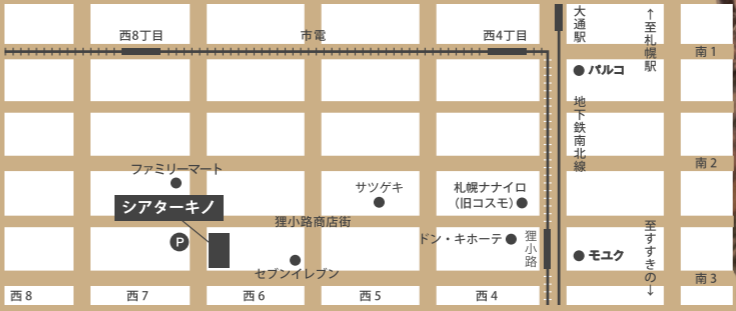 西8丁目
市電
西4丁目
大通駅
↑至札幌駅
南1
パルコ
地下鉄南北線
南2
ファミリーマート
サツゲキ
札幌ナナイロ
（旧コスモ）
シアターキノ
狸小路商店街
P
ドン・キホーテ
狸小路
モユク
至すすきの↓
セブンイレブン
南3
西8
西7
西6
西5
西4